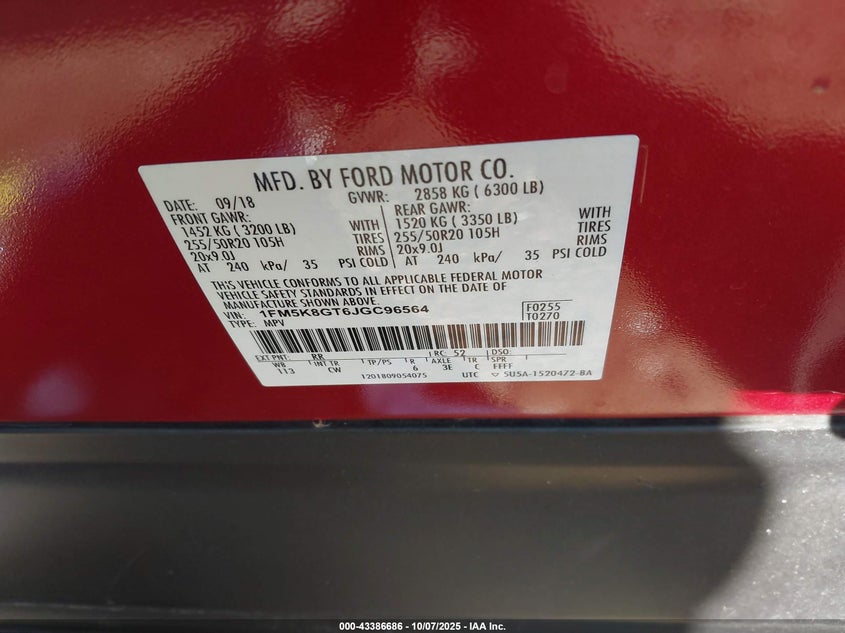 MFD. BY FORD MOTOR CO.
DATE: 09/18 GVWR: 2858 KG ( 6300 LB)
FRONT GAWR: REAR GAWR:
1452 KG ( 3200 LB) WITH 1520 KG ( 3350 LB) WITH
255/50R20 105H TIRES 255/50R20 105H TIRES
20x9.0J RIMS 20x9.0J RIMS
AT 240 kPa/ 35 PSI COLD AT 240 kPa/ 35 PSI COLD
THIS VEHICLE CONFORMS TO ALL APPLICABLE FEDERAL MOTOR
VEHICLE SAFETY STANDARDS IN EFFECT ON THE DATE OF
MANUFACTURE SHOWN ABOVE.
VIN: 1FM5K8GT6JGC96564 F0255
TYPE: MPV T0270
EXT PNT: RR RC: 52 DSO:
WB INT TR TP/PS R AXLE TR SPR
113 CW 6 3E C FFFF
1201809054075 UTC ▽ 5U5A-1520472-BA
000-43386686 - 10/07/2025 - IAA Inc.